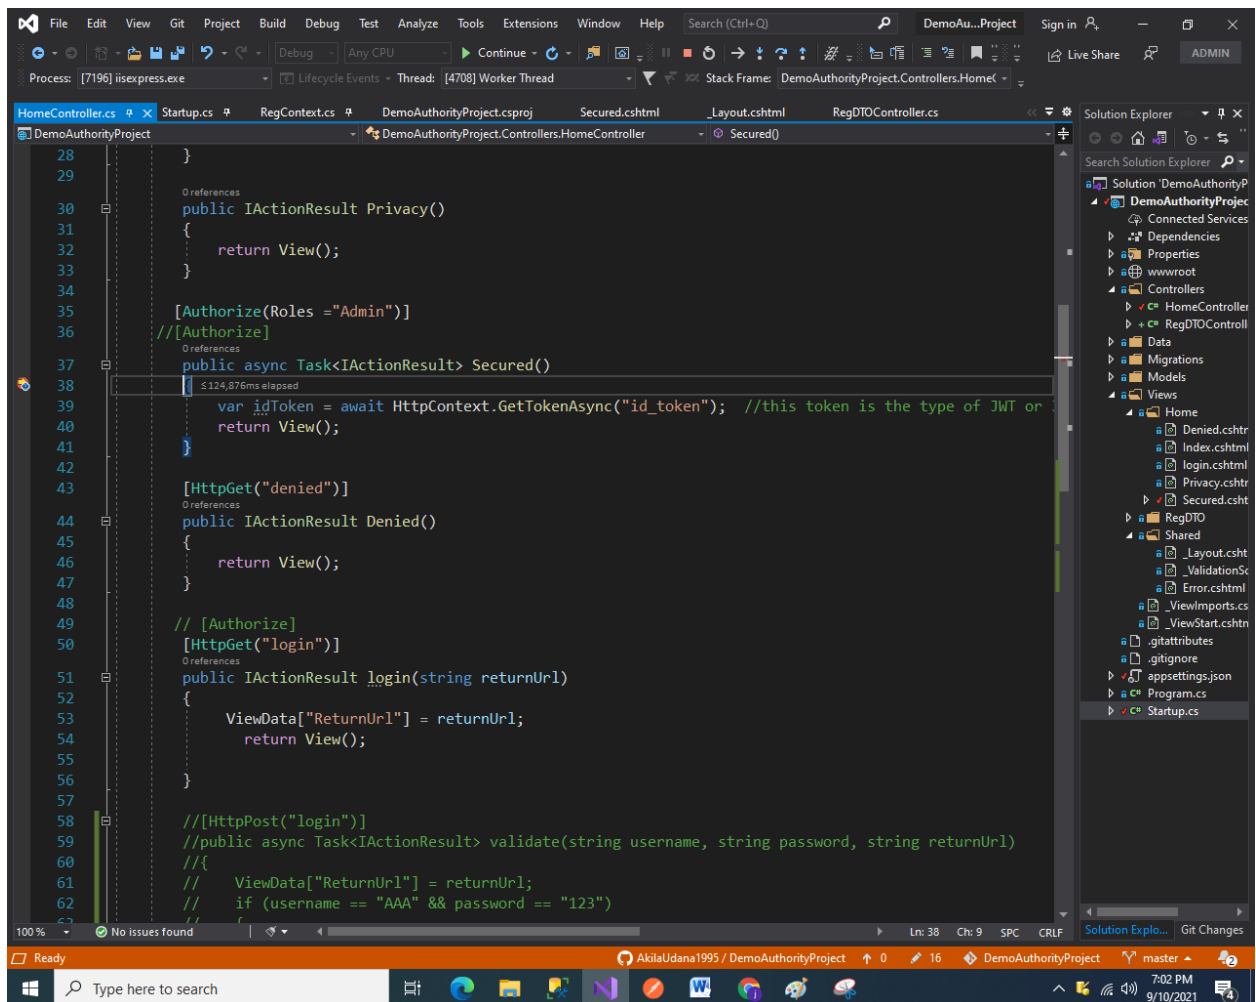 File Edit View Git Project Build Debug Test Analyze Tools Extensions Window Help Search (Ctrl+Q) DemoAu...Project Sign in
Debug Any CPU Continue Live Share ADMIN
Process: [7196] iisexpress.exe Lifecycle Events Thread: [4708] Worker Thread Stack Frame: DemoAuthorityProject.Controllers.Home(
HomeController.cs Startup.cs RegContext.cs DemoAuthorityProject.csproj Secured.cshtml _Layout.cshtml RegDTOController.cs
DemoAuthorityProject DemoAuthorityProject.Controllers.HomeController Secured()
28 }
29
0 references
30 public IActionResult Privacy()
31 {
32 return View();
33 }
34
35 [Authorize(Roles ="Admin")]
36 //[Authorize]
0 references
37 public async Task<IActionResult> Secured()
38 { ≤124,876ms elapsed
39 var idToken = await HttpContext.GetTokenAsync("id_token"); //this token is the type of JWT or
40 return View();
41 }
42
43 [HttpGet("denied")]
0 references
44 public IActionResult Denied()
45 {
46 return View();
47 }
48
49 // [Authorize]
50 [HttpGet("login")]
0 references
51 public IActionResult login(string returnUrl)
52 {
53 ViewData["ReturnUrl"] = returnUrl;
54 return View();
55
56 }
57
58 //[HttpPost("login")]
59 //public async Task<IActionResult> validate(string username, string password, string returnUrl)
60 //{
61 // ViewData["ReturnUrl"] = returnUrl;
62 // if (username == "AAA" && password == "123")
63 // {
100 % No issues found Ln: 38 Ch: 9 SPC CRLF
Solution Explorer
Search Solution Explorer
Solution 'DemoAuthorityP
DemoAuthorityProjec
Connected Services
Dependencies
Properties
wwwroot
Controllers
HomeController
RegDTOControll
Data
Migrations
Models
Views
Home
Denied.cshtr
Index.cshtml
login.cshtml
Privacy.cshtr
Secured.csht
RegDTO
Shared
_Layout.csht
_ValidationSc
Error.cshtml
_ViewImports.cs
_ViewStart.cshtn
.gitattributes
.gitignore
appsettings.json
Program.cs
Startup.cs
Solution Explo... Git Changes
Ready AkilaUdana1995 / DemoAuthorityProject 0 16 DemoAuthorityProject master 2
Type here to search 7:02 PM
9/10/2021 4